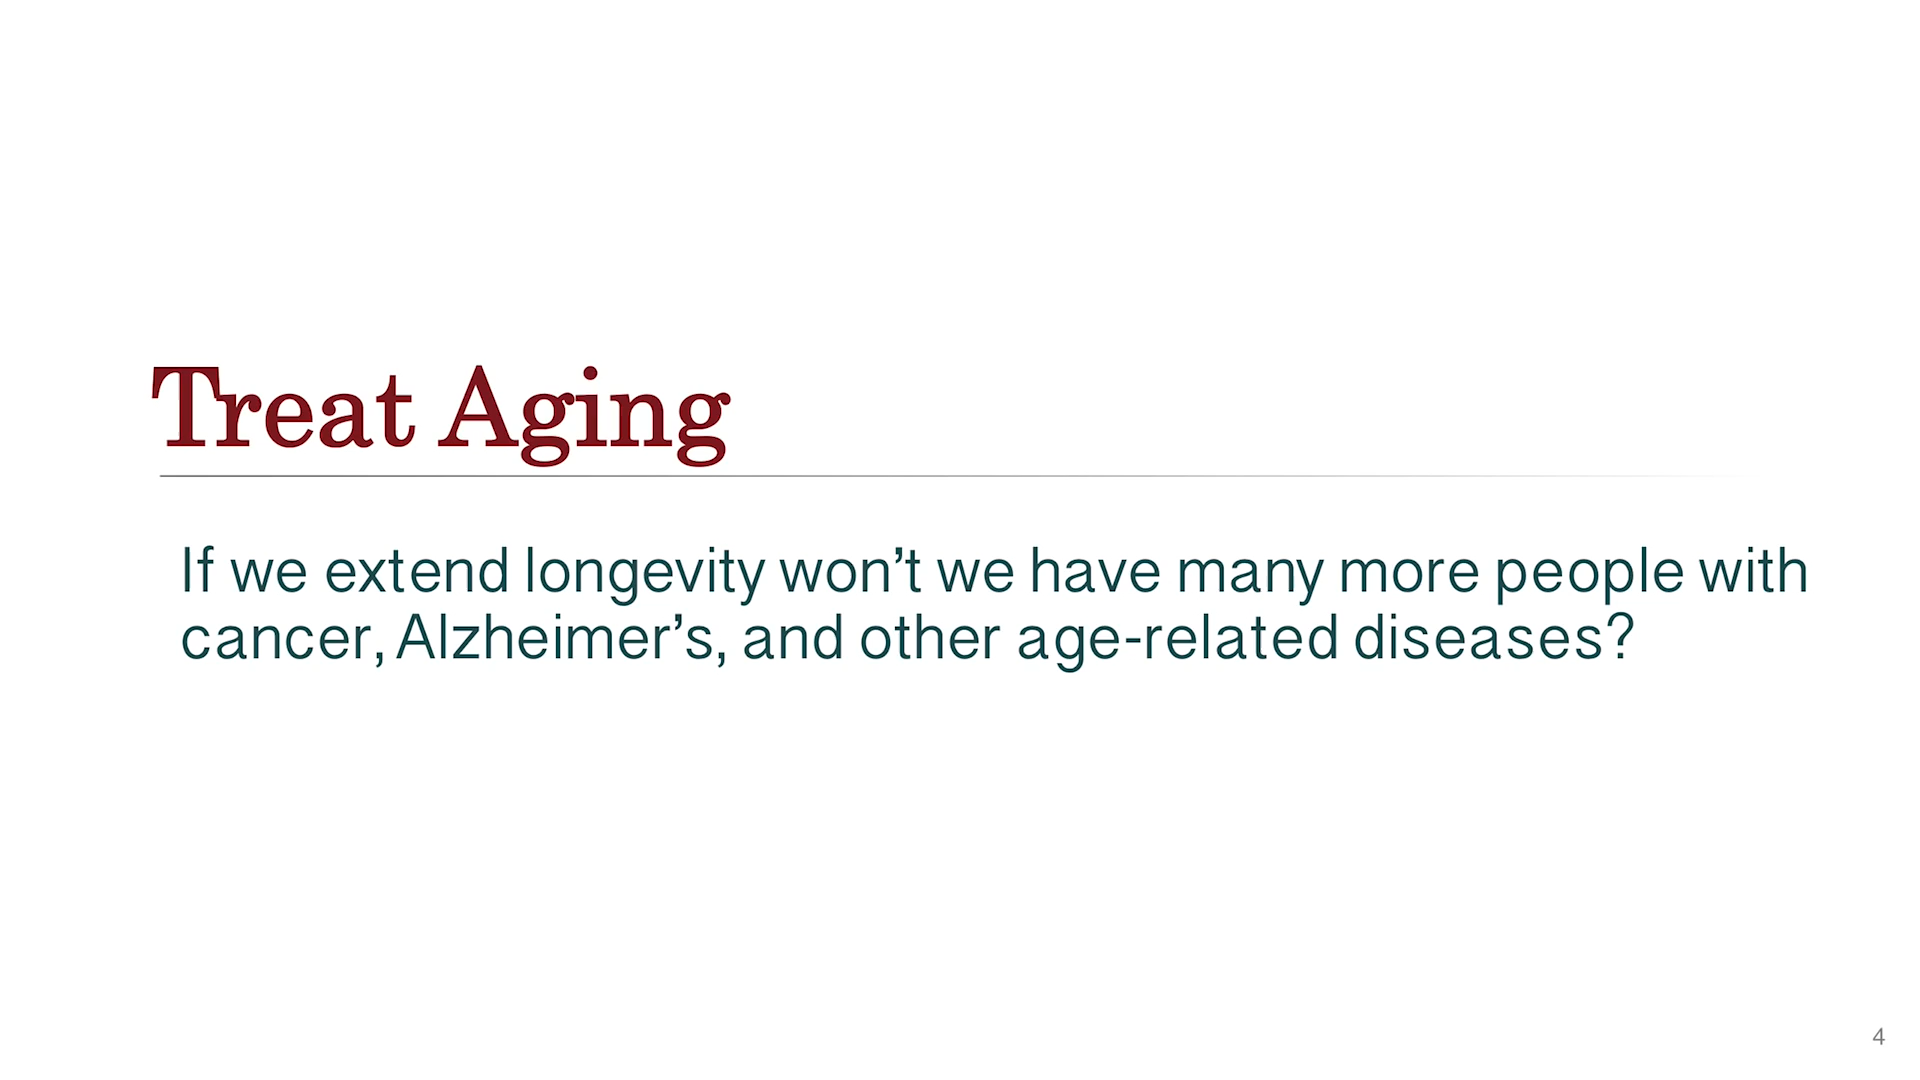 Treat Aging
If we extend longevity won’t we have many more people with
cancer, Alzheimer’s, and other age-related diseases?
4